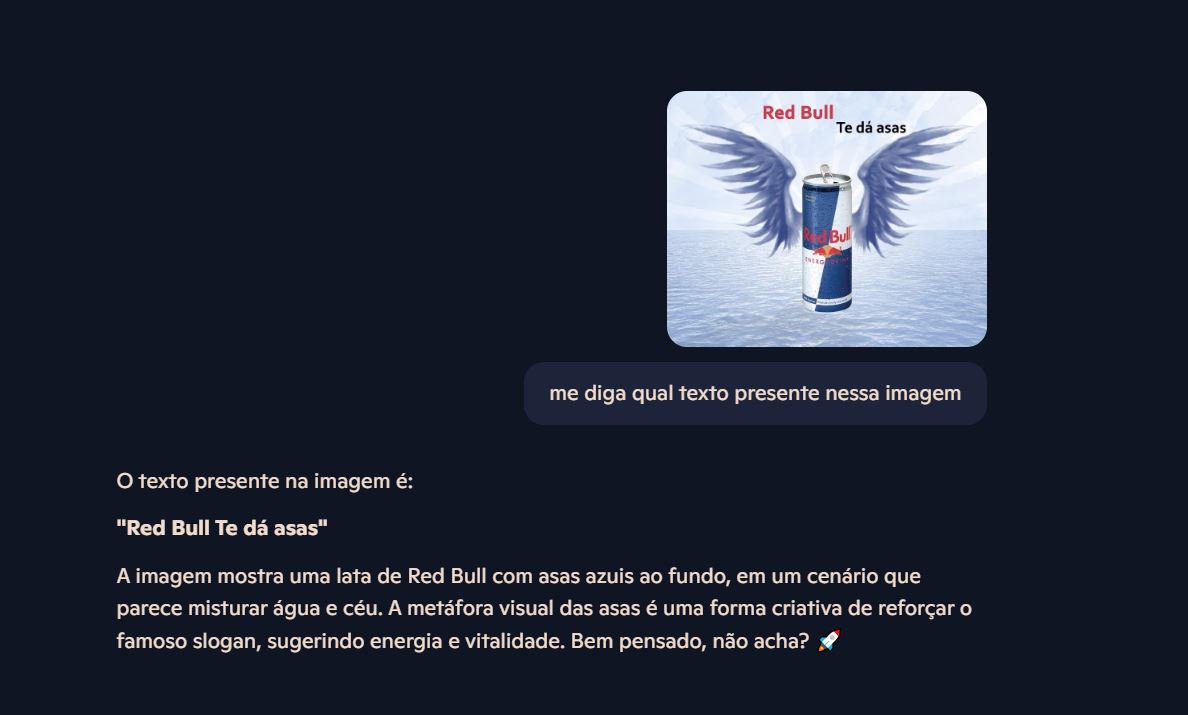 Red Bull
Te dá asas
Red Bull
ENERGY DRINK
me diga qual texto presente nessa imagem
O texto presente na imagem é:
"Red Bull Te dá asas"
A imagem mostra uma lata de Red Bull com asas azuis ao fundo, em um cenário que
parece misturar água e céu. A metáfora visual das asas é uma forma criativa de reforçar o
famoso slogan, sugerindo energia e vitalidade. Bem pensado, não acha? 🚀